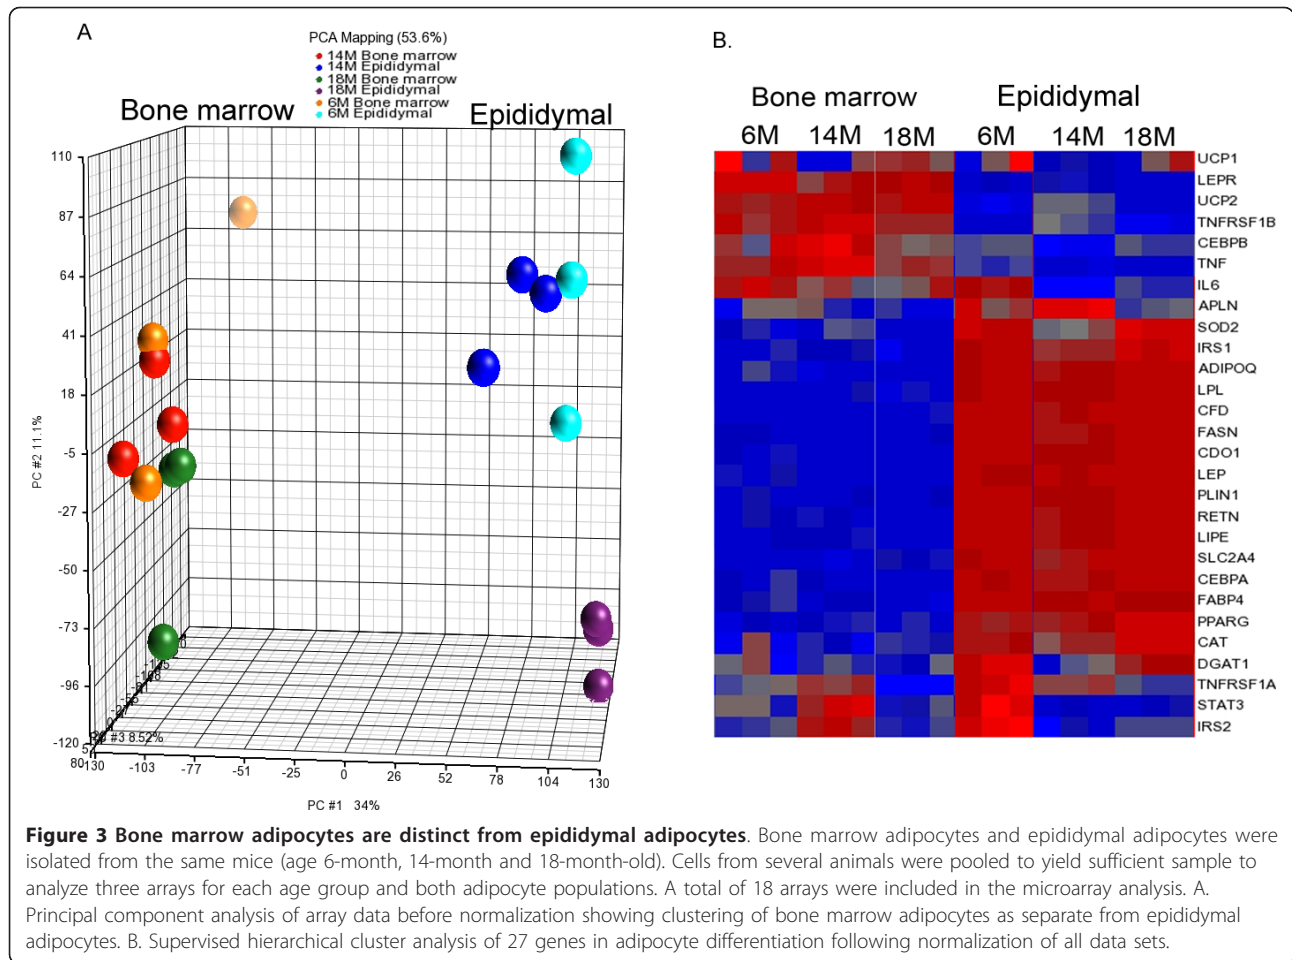 A
PCA Mapping (53.6%)
14M Bone marrow
14M Epididymal
18M Bone marrow
18M Epididymal
6M Bone marrow
6M Epididymal
Bone marrow
Epididymal
110
87
64
41
18
-5
-27
-50
-73
-96
-120
PC #2 11.1%
#3 8.52%
80
130
-103
-77
-51
-25
0
26
52
78
104
130
PC #1 34%
B.
Bone marrow
Epididymal
6M 14M 18M 6M 14M 18M
UCP1
LEPR
UCP2
TNFRSF1B
CEBPB
TNF
IL6
APLN
SOD2
IRS1
ADIPOQ
LPL
CFD
FASN
CDO1
LEP
PLIN1
RETN
LIPE
SLC2A4
CEBPA
FABP4
PPARG
CAT
DGAT1
TNFRSF1A
STAT3
IRS2
Figure 3 Bone marrow adipocytes are distinct from epididymal adipocytes. Bone marrow adipocytes and epididymal adipocytes were
isolated from the same mice (age 6-month, 14-month and 18-month-old). Cells from several animals were pooled to yield sufficient sample to
analyze three arrays for each age group and both adipocyte populations. A total of 18 arrays were included in the microarray analysis. A.
Principal component analysis of array data before normalization showing clustering of bone marrow adipocytes as separate from epididymal
adipocytes. B. Supervised hierarchical cluster analysis of 27 genes in adipocyte differentiation following normalization of all data sets.